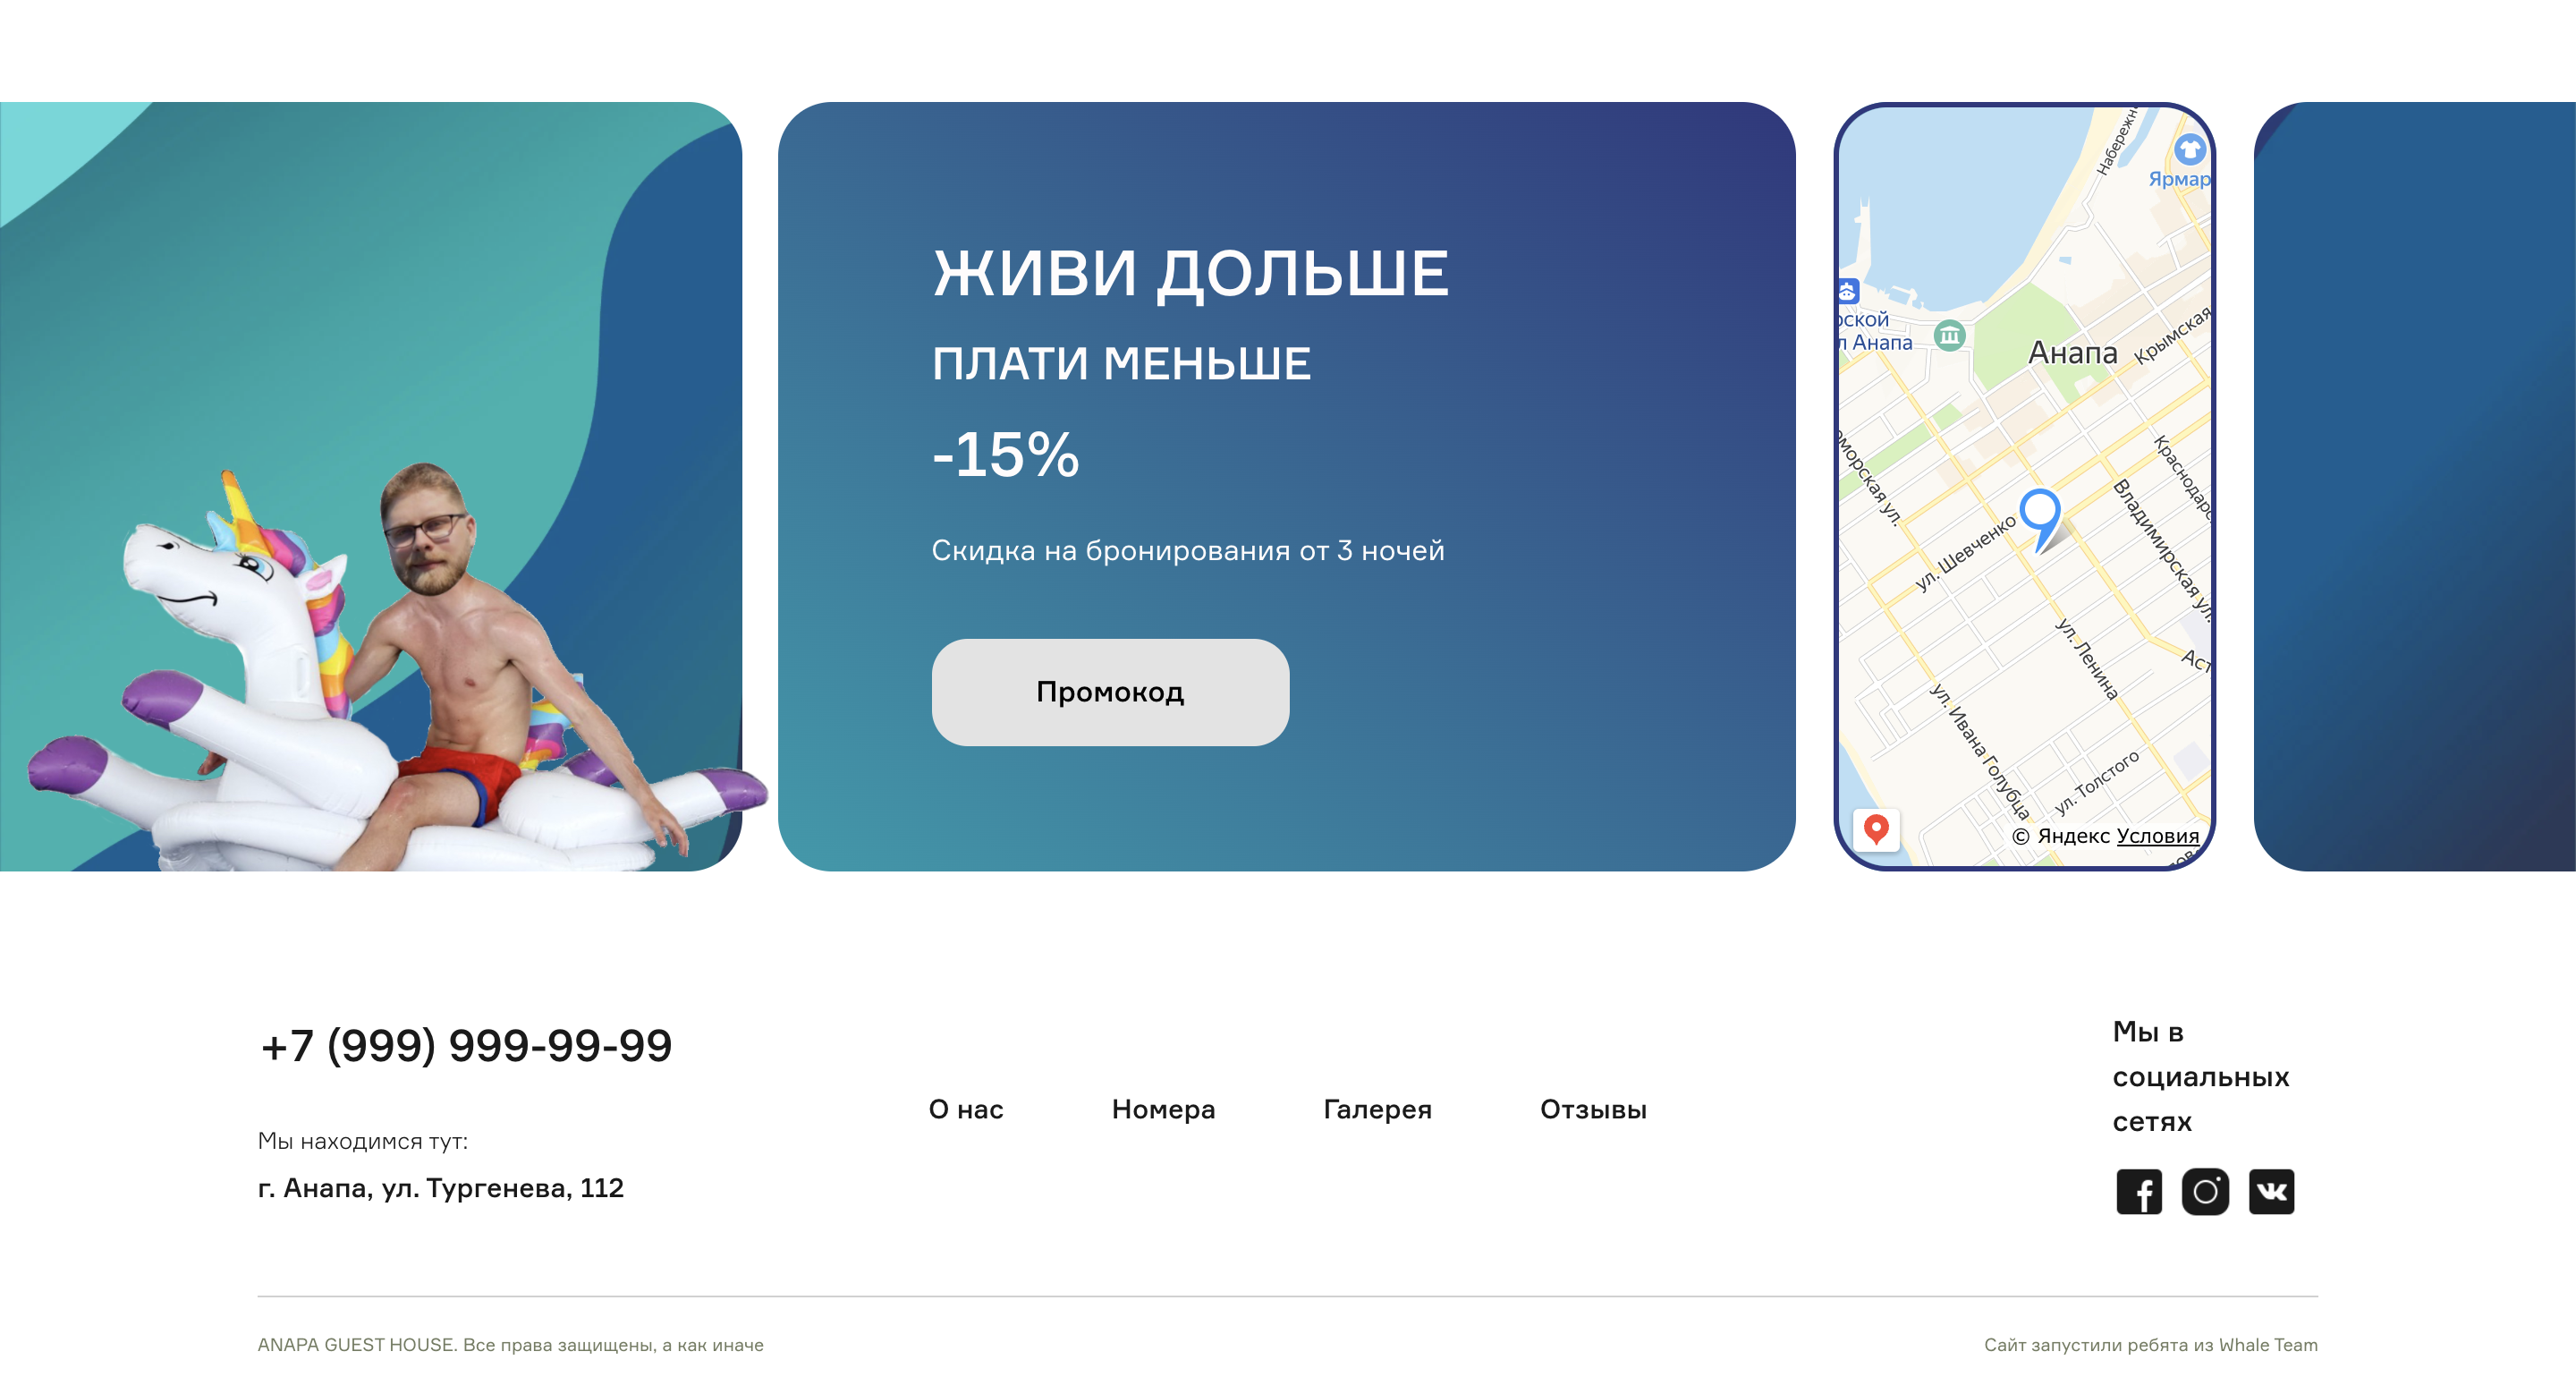 ЖИВИ ДОЛЬШЕ
ПЛАТИ МЕНЬШЕ
-15%
Скидка на бронирования от 3 ночей
Промокод
Набережн
Ярмар
рской
л Анапа
Анапа
Крымская
оморская ул.
Краснодарс
Владимирская ул.
ул. Шевченко
ул. Ленина
Аст
ул. Ивана Голубца
ул. Толстого
© Яндекс Условия
+7 (999) 999-99-99
Мы находимся тут:
г. Анапа, ул. Тургенева, 112
О нас
Номера
Галерея
Отзывы
Мы в
социальных
сетях
ANAPA GUEST HOUSE. Все права защищены, а как иначе
Сайт запустили ребята из Whale Team